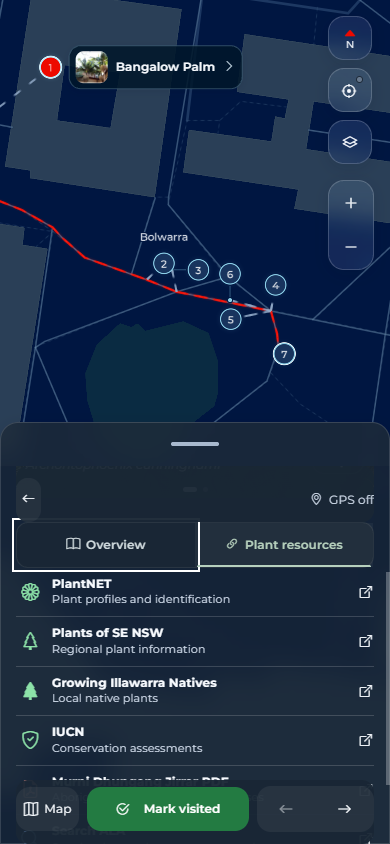 N
1
Bangalow Palm
Bolwarra
2
3
6
4
5
7
GPS off
Overview
Plant resources
PlantNET
Plant profiles and identification
Plants of SE NSW
Regional plant information
Growing Illawarra Natives
Local native plants
IUCN
Conservation assessments
Map
Mark visited